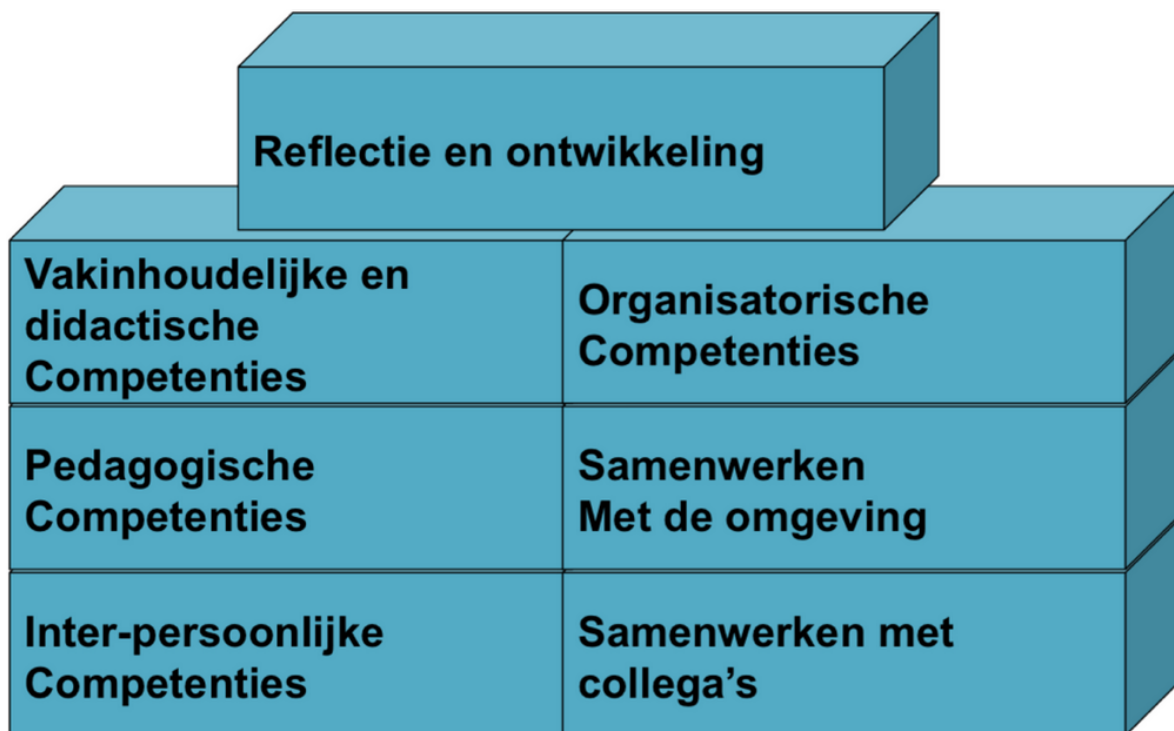 Reflectie en ontwikkeling
Vakinhoudelijke en
didactische
Competenties
Organisatorische
Competenties
Pedagogische
Competenties
Samenwerken
Met de omgeving
Inter-persoonlijke
Competenties
Samenwerken met
collega’s